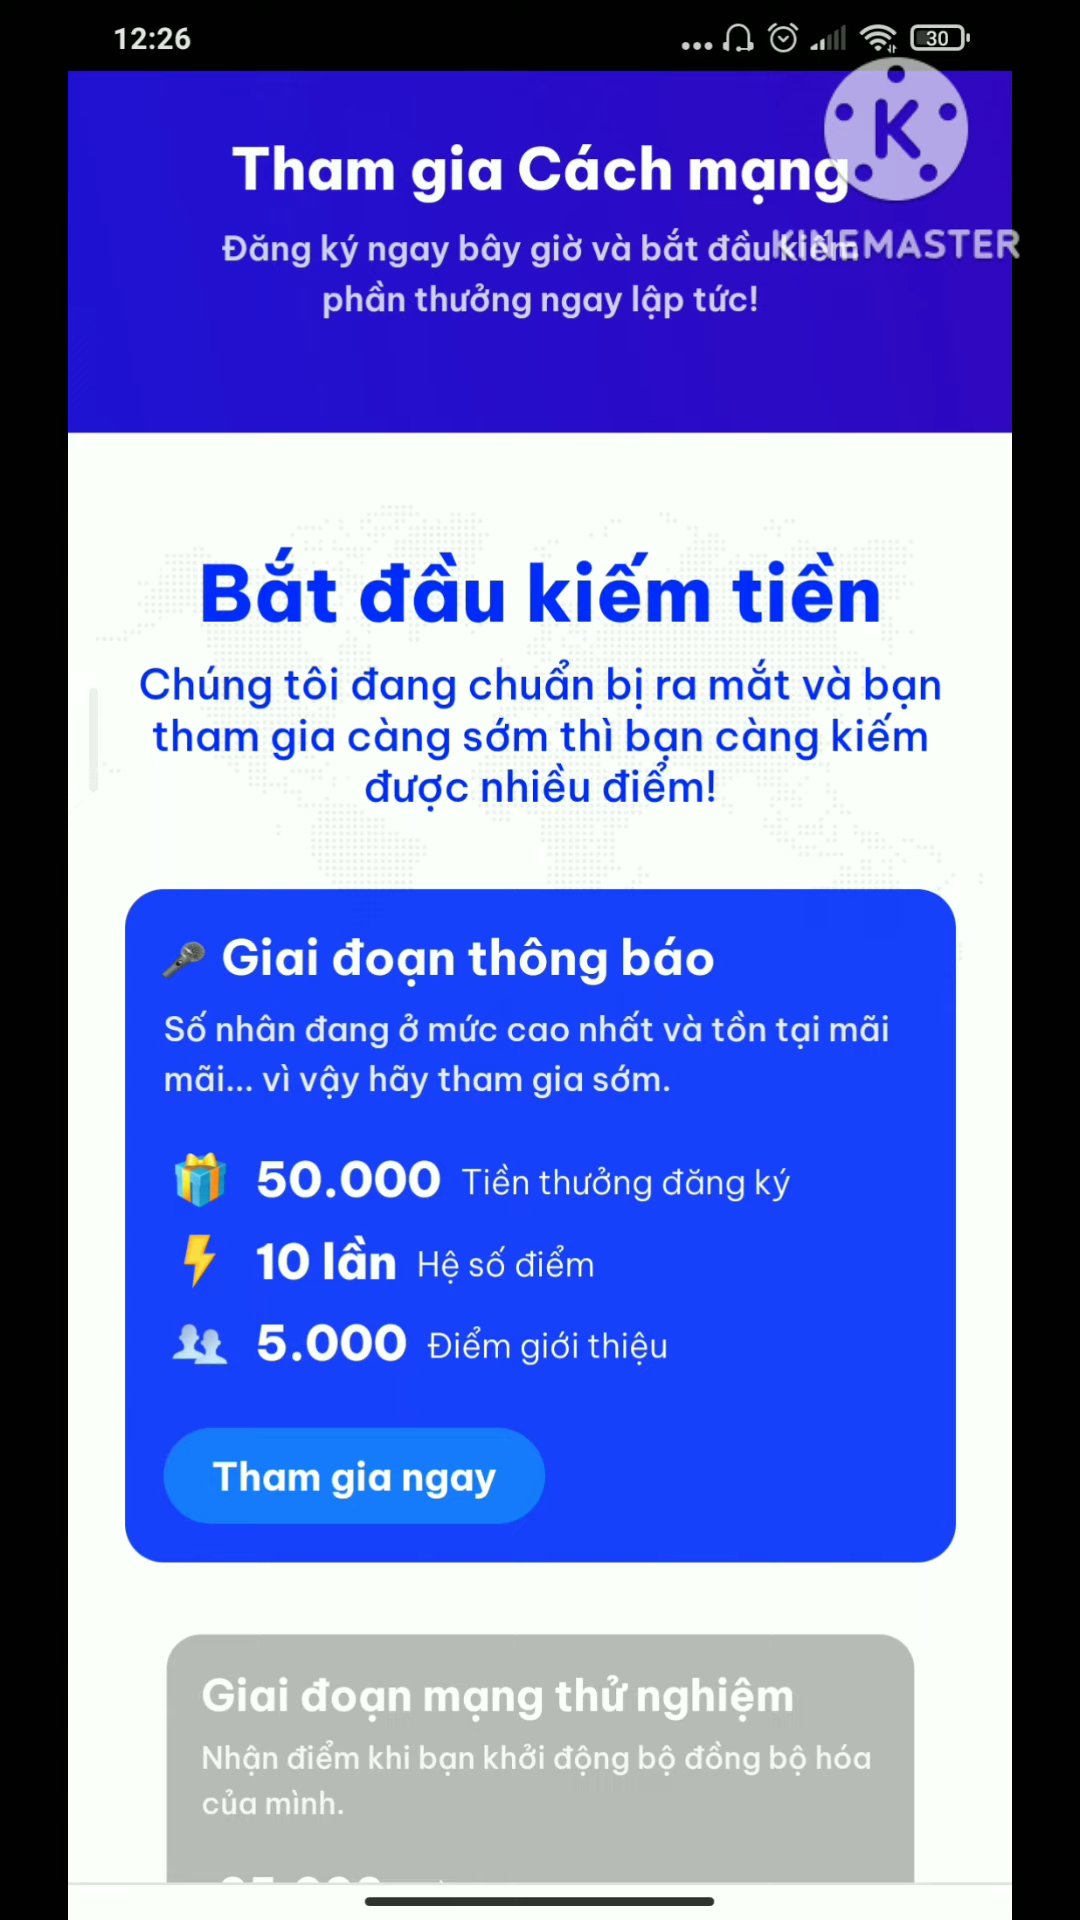 12:26
30
K
KINEMASTER
Tham gia Cách mạng
Đăng ký ngay bây giờ và bắt đầu kiếm
phần thưởng ngay lập tức!
Bắt đầu kiếm tiền
Chúng tôi đang chuẩn bị ra mắt và bạn
tham gia càng sớm thì bạn càng kiếm
được nhiều điểm!
Giai đoạn thông báo
Số nhân đang ở mức cao nhất và tồn tại mãi
mãi... vì vậy hãy tham gia sớm.
50.000 Tiền thưởng đăng ký
10 lần Hệ số điểm
5.000 Điểm giới thiệu
Tham gia ngay
Giai đoạn mạng thử nghiệm
Nhận điểm khi bạn khởi động bộ đồng bộ hóa
của mình.